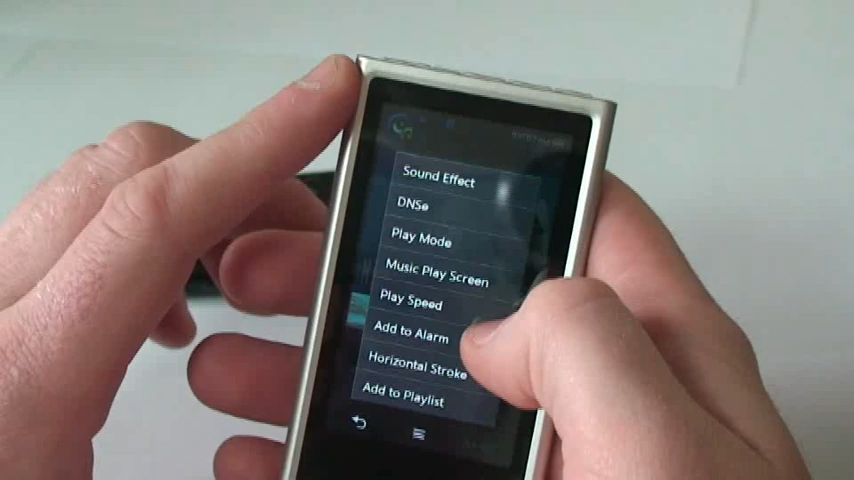 Sound Effect
DNSe
Play Mode
Music Play Screen
Play Speed
Add to Alarm
Horizontal Stroke
Add to Playlist